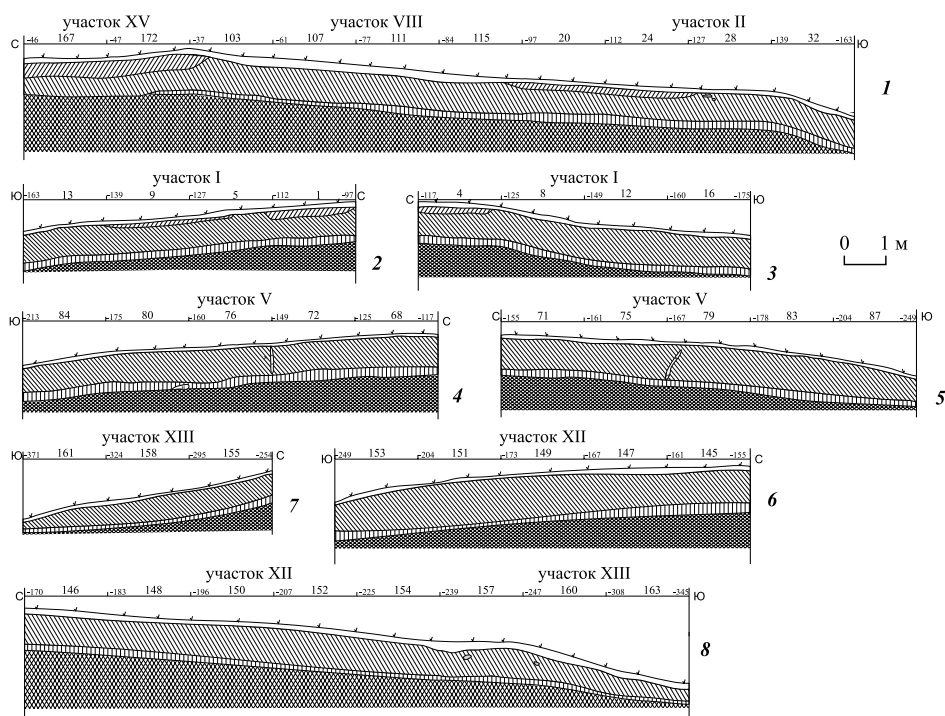 участок XV участок VIII участок II
С -46 167 -47 172 -37 103 -61 107 -77 111 -84 115 -97 20 -112 24 -127 28 -139 32 -163 Ю
1
участок I участок I
Ю -163 13 -139 9 -127 5 -112 1 -97 С -117 4 -125 8 -149 12 -160 16 -175 Ю
С
0 1 м
2 3
участок V участок V
Ю -213 84 -175 80 -160 76 -149 72 -125 68 -117 С С -155 71 -161 75 -167 79 -178 83 -204 87 -249 Ю
4 5
участок XIII участок XII
Ю -371 161 -324 158 -295 155 -254 С Ю -249 153 -204 151 -173 149 -167 147 -161 145 -155 С
7 6
участок XII участок XIII
С -170 146 -183 148 -196 150 -207 152 -225 154 -239 157 -247 160 -308 163 -345 Ю
8